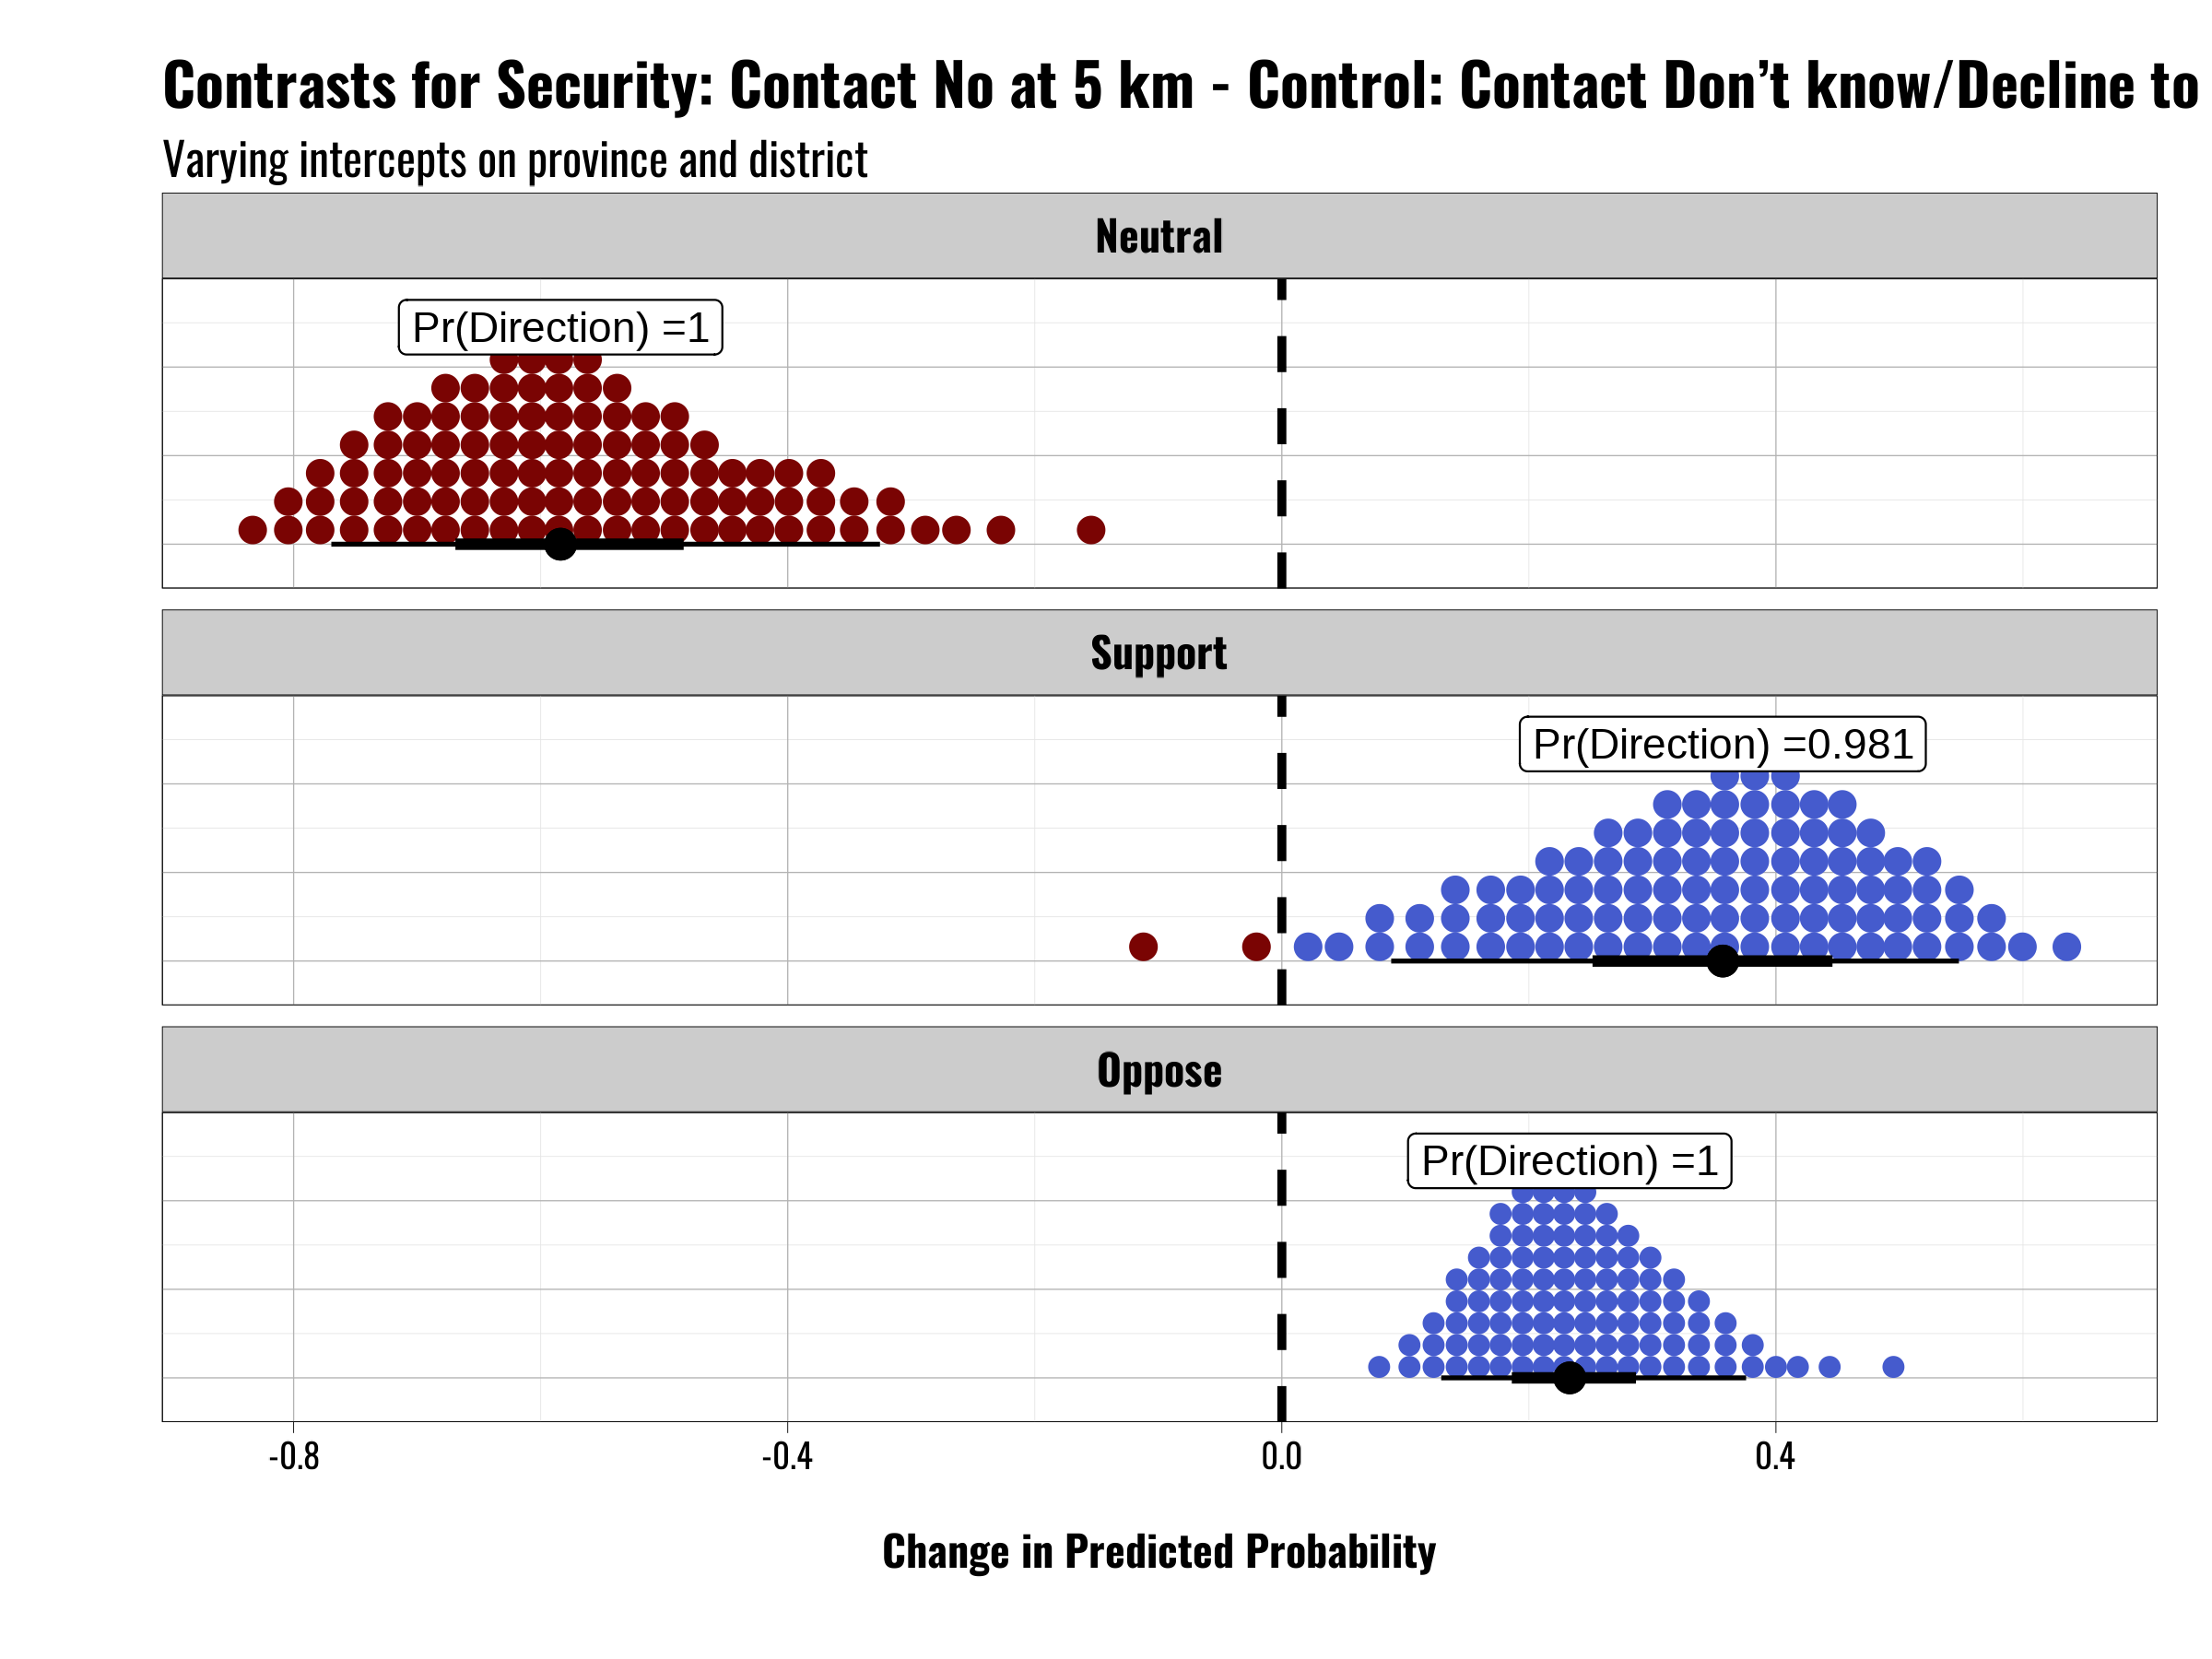 Contrasts for Security: Contact No at 5 km - Control: Contact Don’t know/Decline to
Varying intercepts on province and district
Neutral
Pr(Direction) =1
Support
Pr(Direction) =0.981
Oppose
Pr(Direction) =1
-0.8 -0.4 0.0 0.4
Change in Predicted Probability